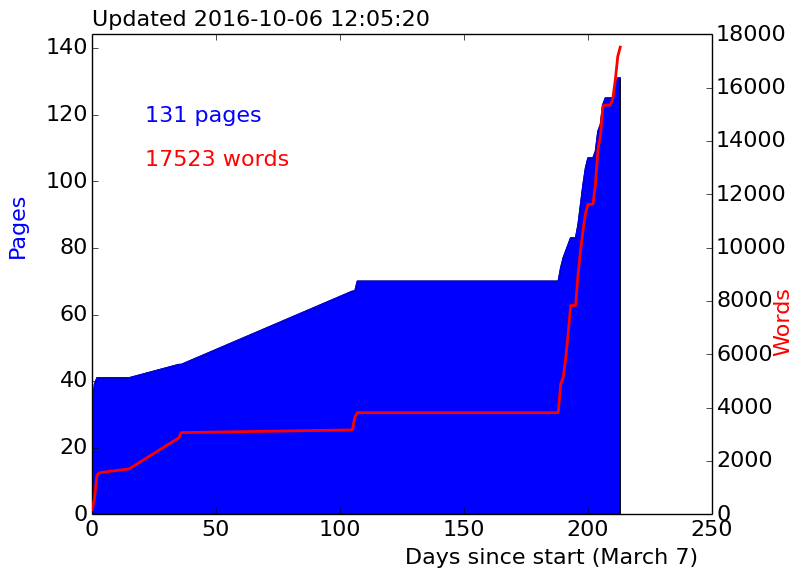 Updated 2016-10-06 12:05:20
131 pages
17523 words
Pages
140
120
100
80
60
40
20
0
18000
16000
14000
12000
10000
8000
6000
4000
2000
0
Words
0 50 100 150 200 250
Days since start (March 7)